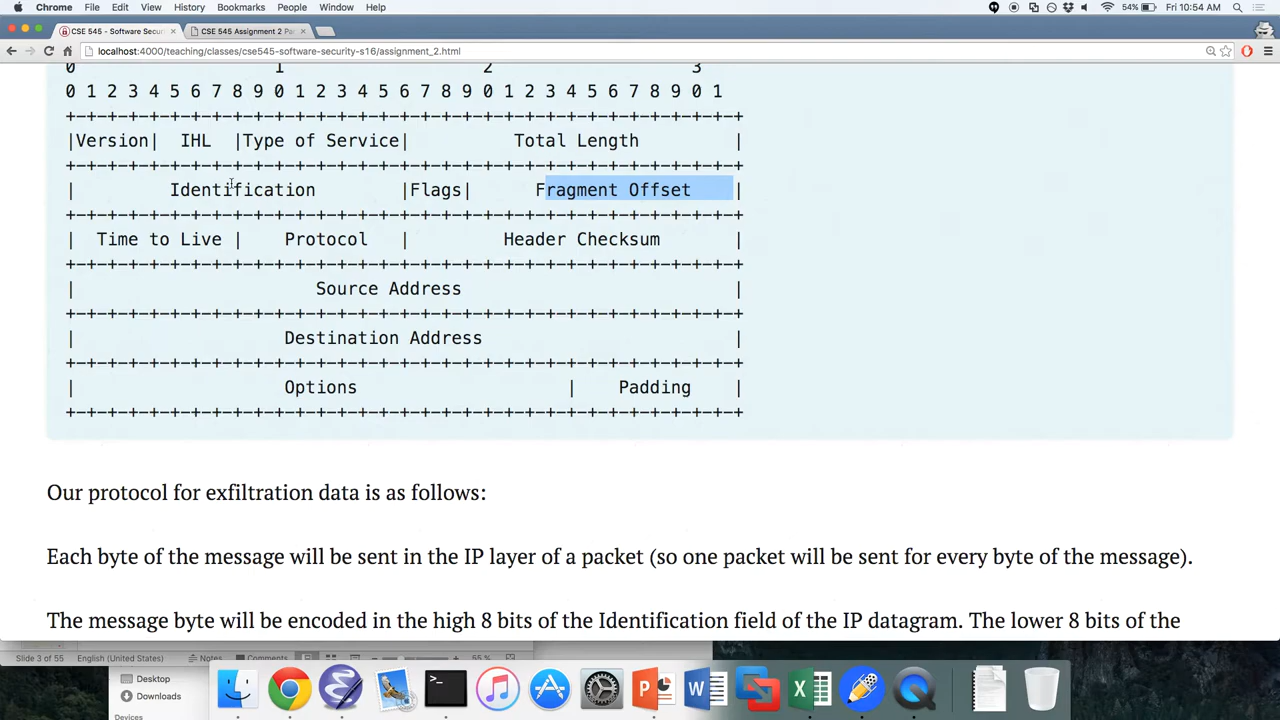 Chrome File Edit View History Bookmarks People Window Help 54% Fri 10:54 AM
CSE 545 - Software Securi CSE 545 Assignment 2 Pa
localhost:4000/teaching/classes/cse545-software-security-s16/assignment_2.html
0 1 2 3
0 1 2 3 4 5 6 7 8 9 0 1 2 3 4 5 6 7 8 9 0 1 2 3 4 5 6 7 8 9 0 1
+-+-+-+-+-+-+-+-+-+-+-+-+-+-+-+-+-+-+-+-+-+-+-+-+-+-+-+-+-+-+-+-+
|Version| IHL |Type of Service| Total Length |
+-+-+-+-+-+-+-+-+-+-+-+-+-+-+-+-+-+-+-+-+-+-+-+-+-+-+-+-+-+-+-+-+
| Identification |Flags| Fragment Offset |
+-+-+-+-+-+-+-+-+-+-+-+-+-+-+-+-+-+-+-+-+-+-+-+-+-+-+-+-+-+-+-+-+
| Time to Live | Protocol | Header Checksum |
+-+-+-+-+-+-+-+-+-+-+-+-+-+-+-+-+-+-+-+-+-+-+-+-+-+-+-+-+-+-+-+-+
| Source Address |
+-+-+-+-+-+-+-+-+-+-+-+-+-+-+-+-+-+-+-+-+-+-+-+-+-+-+-+-+-+-+-+-+
| Destination Address |
+-+-+-+-+-+-+-+-+-+-+-+-+-+-+-+-+-+-+-+-+-+-+-+-+-+-+-+-+-+-+-+-+
| Options | Padding |
+-+-+-+-+-+-+-+-+-+-+-+-+-+-+-+-+-+-+-+-+-+-+-+-+-+-+-+-+-+-+-+-+
Our protocol for exfiltration data is as follows:
Each byte of the message will be sent in the IP layer of a packet (so one packet will be sent for every byte of the message).
The message byte will be encoded in the high 8 bits of the Identification field of the IP datagram. The lower 8 bits of the
Slide 3 of 55 English (United States) Notes Comments 55 %
Desktop
Downloads
Devices